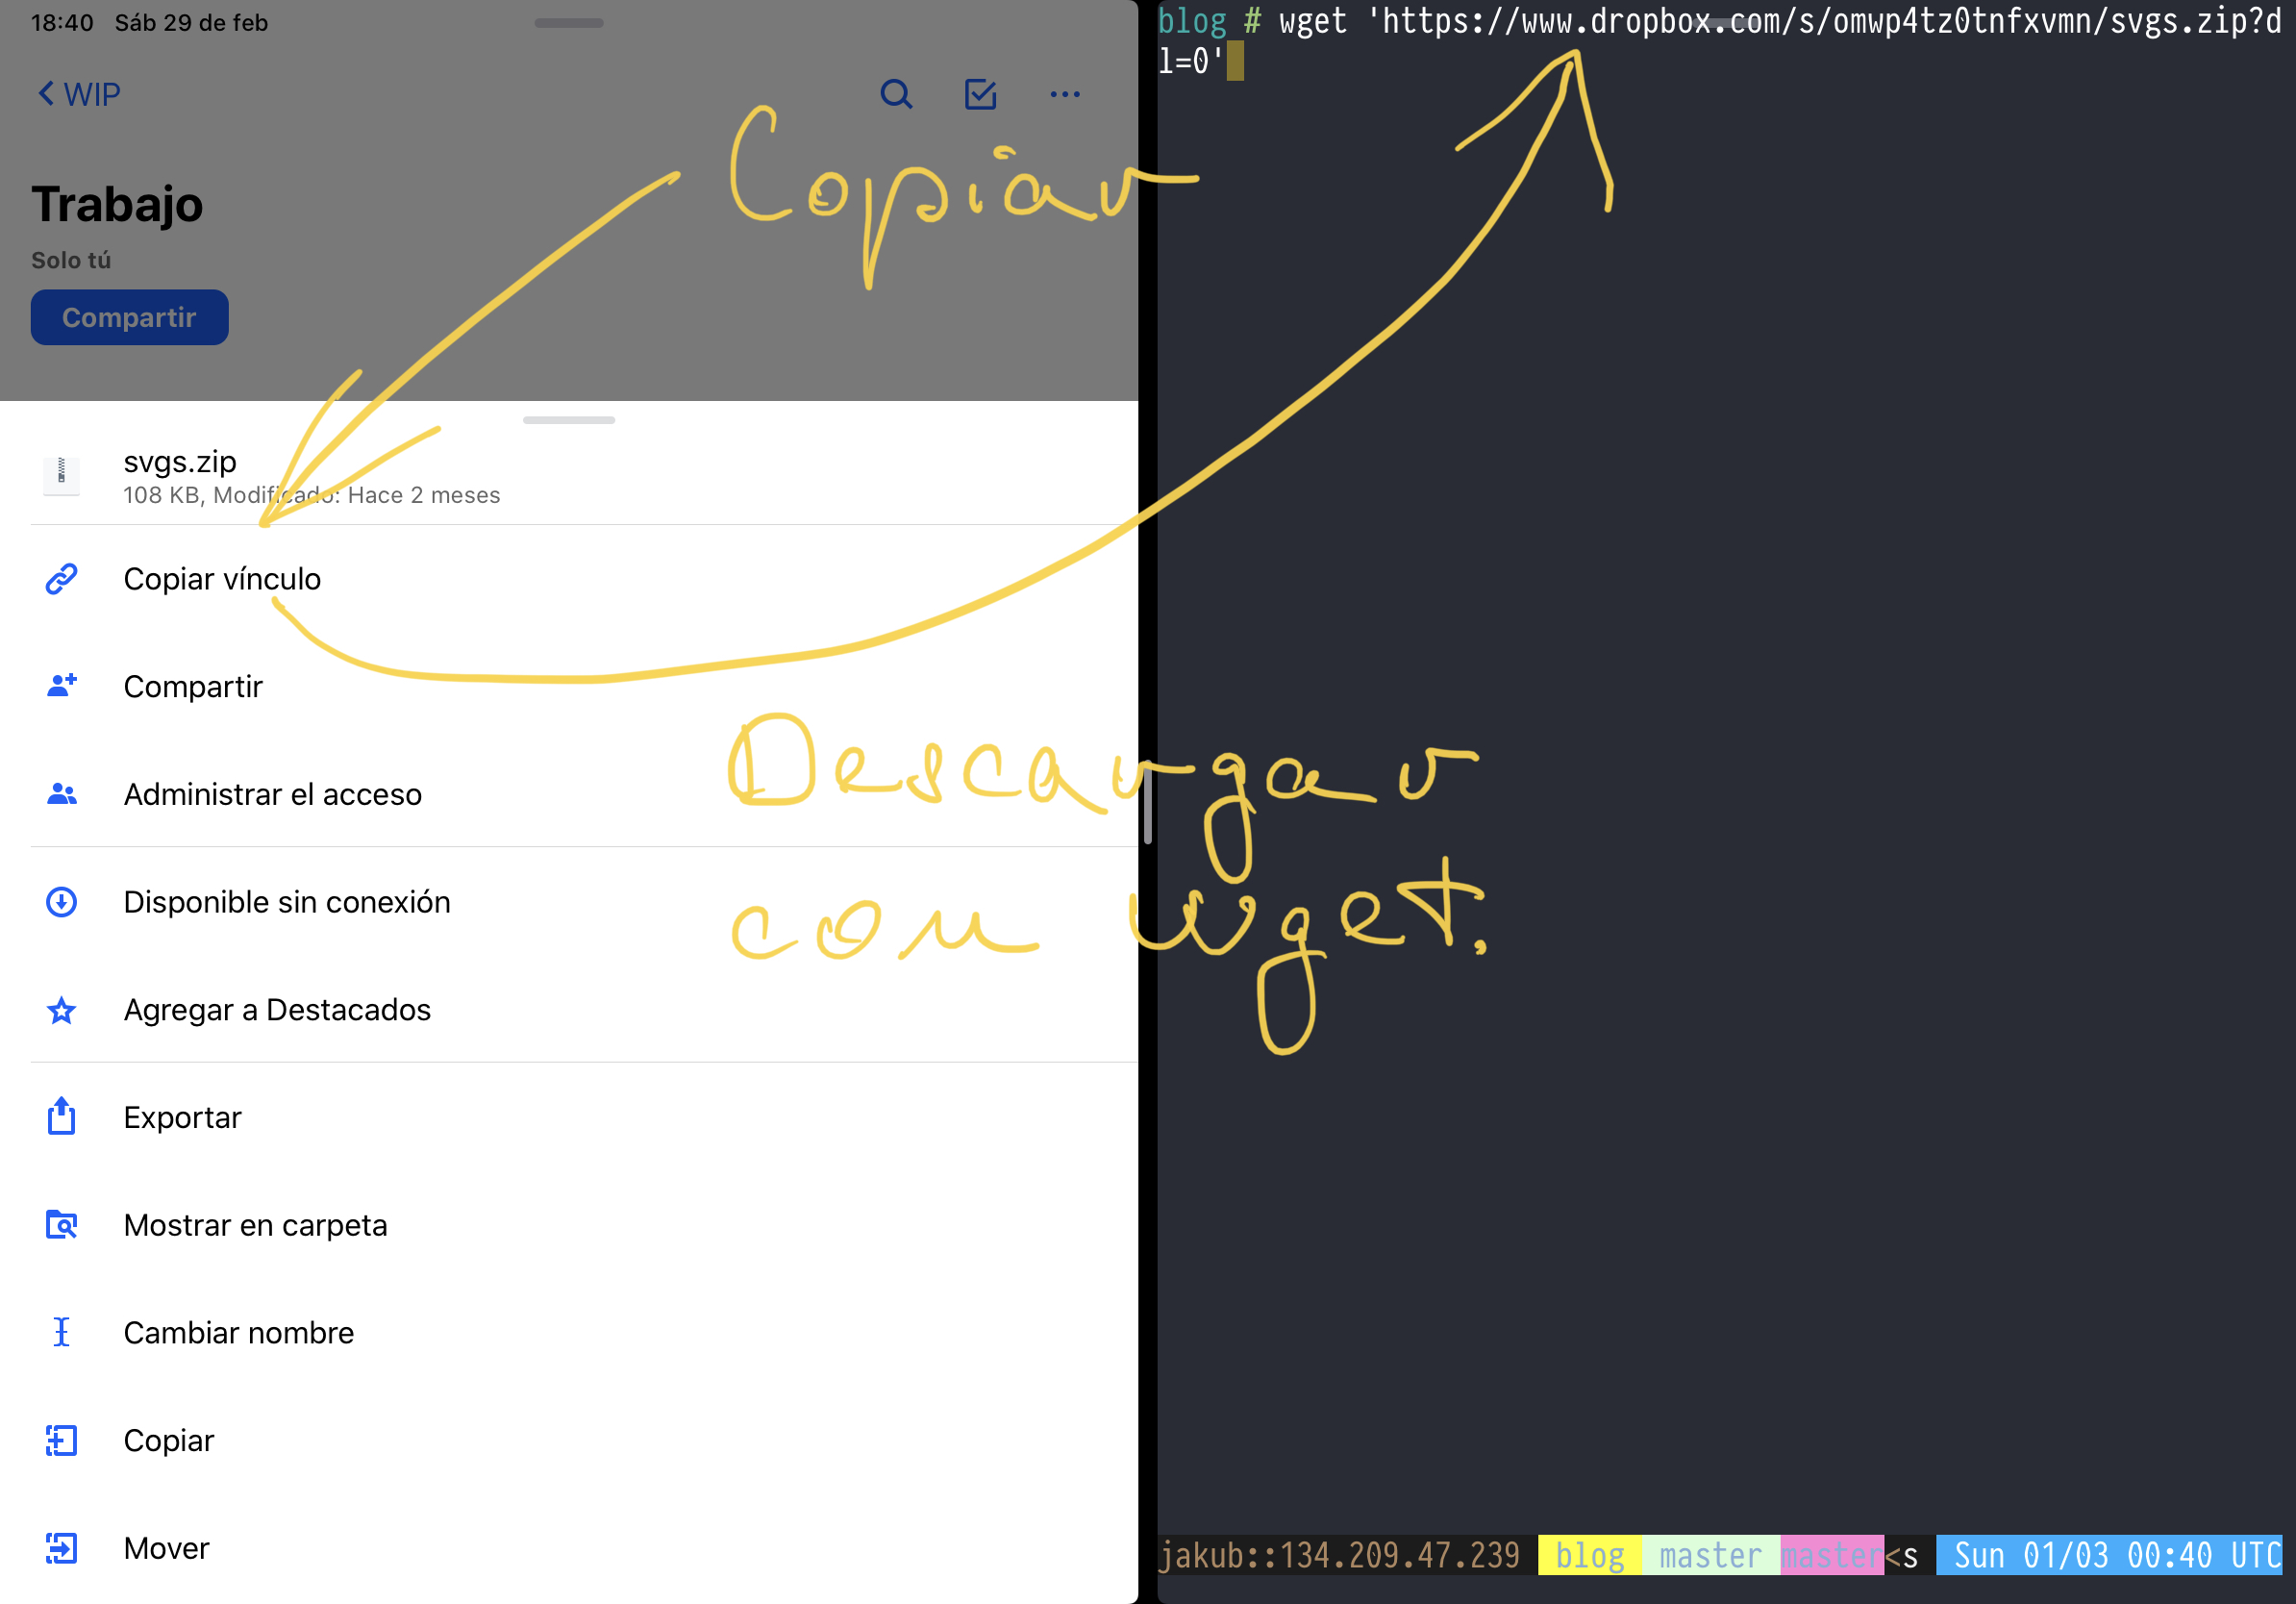 18:40 Sáb 29 de feb
WIP
Trabajo
Solo tú
Compartir
svgs.zip
108 KB, Modificado: Hace 2 meses
Copiar vínculo
Compartir
Administrar el acceso
Disponible sin conexión
Agregar a Destacados
Exportar
Mostrar en carpeta
Cambiar nombre
Copiar
Mover
Copiar
Descargar
con wget.
blog # wget 'https://www.dropbox.com/s/omwp4tz0tnfxvmn/svgs.zip?d
l=0'
jakub::134.209.47.239 blog master master<s Sun 01/03 00:40 UTC